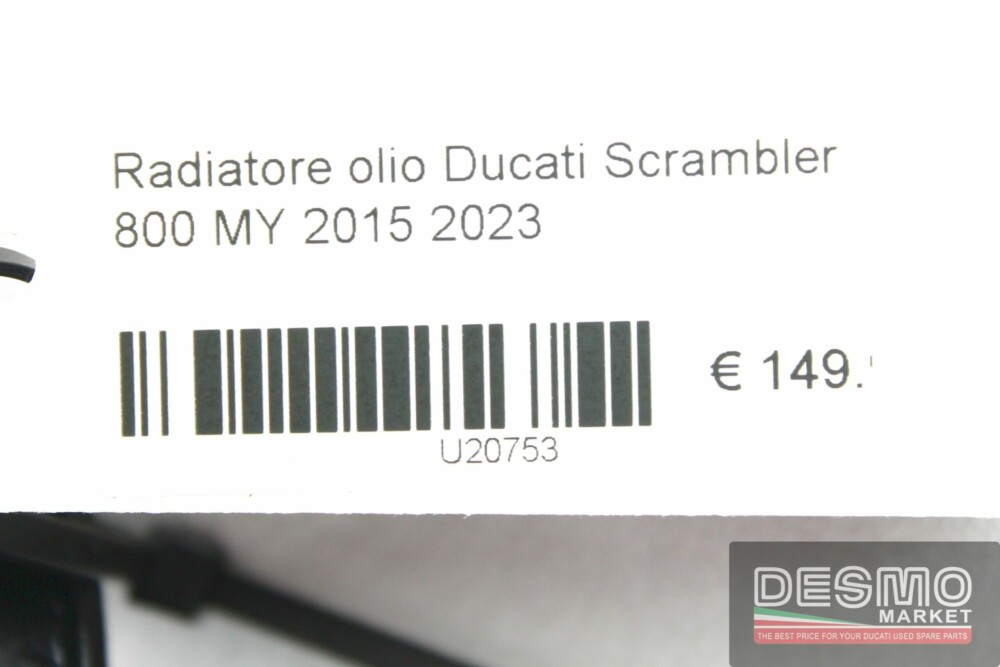 Radiatore olio Ducati Scrambler
800 MY 2015 2023
€ 149.
U20753
DESMO
MARKET
THE BEST PRICE FOR YOUR DUCATI USED SPARE PARTS